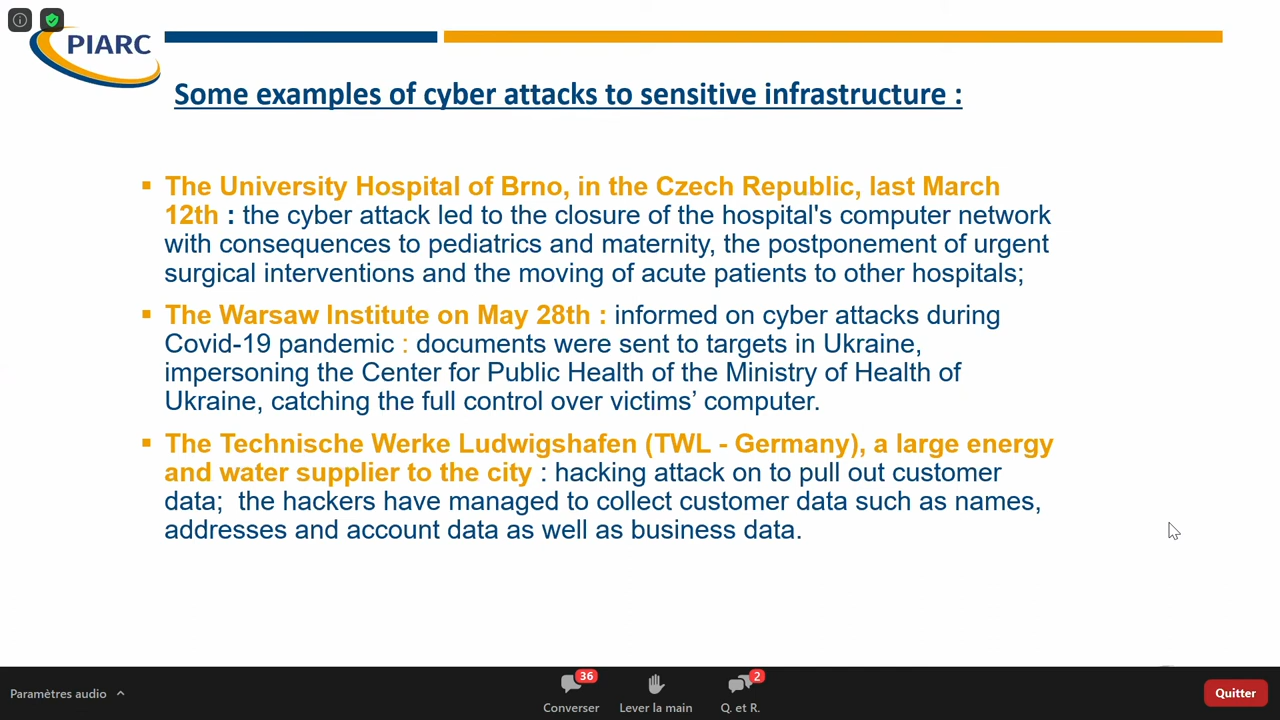 PIARC
Some examples of cyber attacks to sensitive infrastructure :
▪ The University Hospital of Brno, in the Czech Republic, last March
12th : the cyber attack led to the closure of the hospital's computer network
with consequences to pediatrics and maternity, the postponement of urgent
surgical interventions and the moving of acute patients to other hospitals;
▪ The Warsaw Institute on May 28th : informed on cyber attacks during
Covid-19 pandemic : documents were sent to targets in Ukraine,
impersoning the Center for Public Health of the Ministry of Health of
Ukraine, catching the full control over victims’ computer.
▪ The Technische Werke Ludwigshafen (TWL - Germany), a large energy
and water supplier to the city : hacking attack on to pull out customer
data;  the hackers have managed to collect customer data such as names,
addresses and account data as well as business data.
Paramètres audio
36
Converser
Lever la main
2
Q. et R.
Quitter